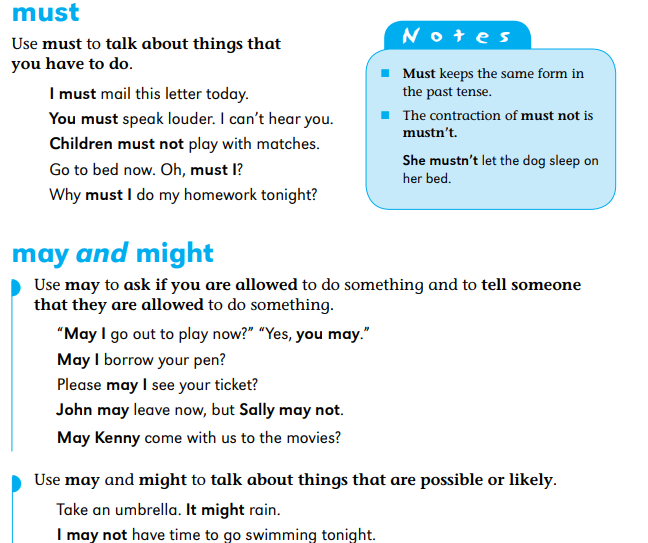 must
Use must to talk about things that
you have to do.
I must mail this letter today.
You must speak louder. I can't hear you.
Children must not play with matches.
Go to bed now. Oh, must I?
Why must I do my homework tonight?
Notes
■ Must keeps the same form in
the past tense.
■ The contraction of must not is
mustn't.
She mustn't let the dog sleep on
her bed.
may and might
Use may to ask if you are allowed to do something and to tell someone
that they are allowed to do something.
“May I go out to play now?” “Yes, you may.”
May I borrow your pen?
Please may I see your ticket?
John may leave now, but Sally may not.
May Kenny come with us to the movies?
Use may and might to talk about things that are possible or likely.
Take an umbrella. It might rain.
I may not have time to go swimming tonight.